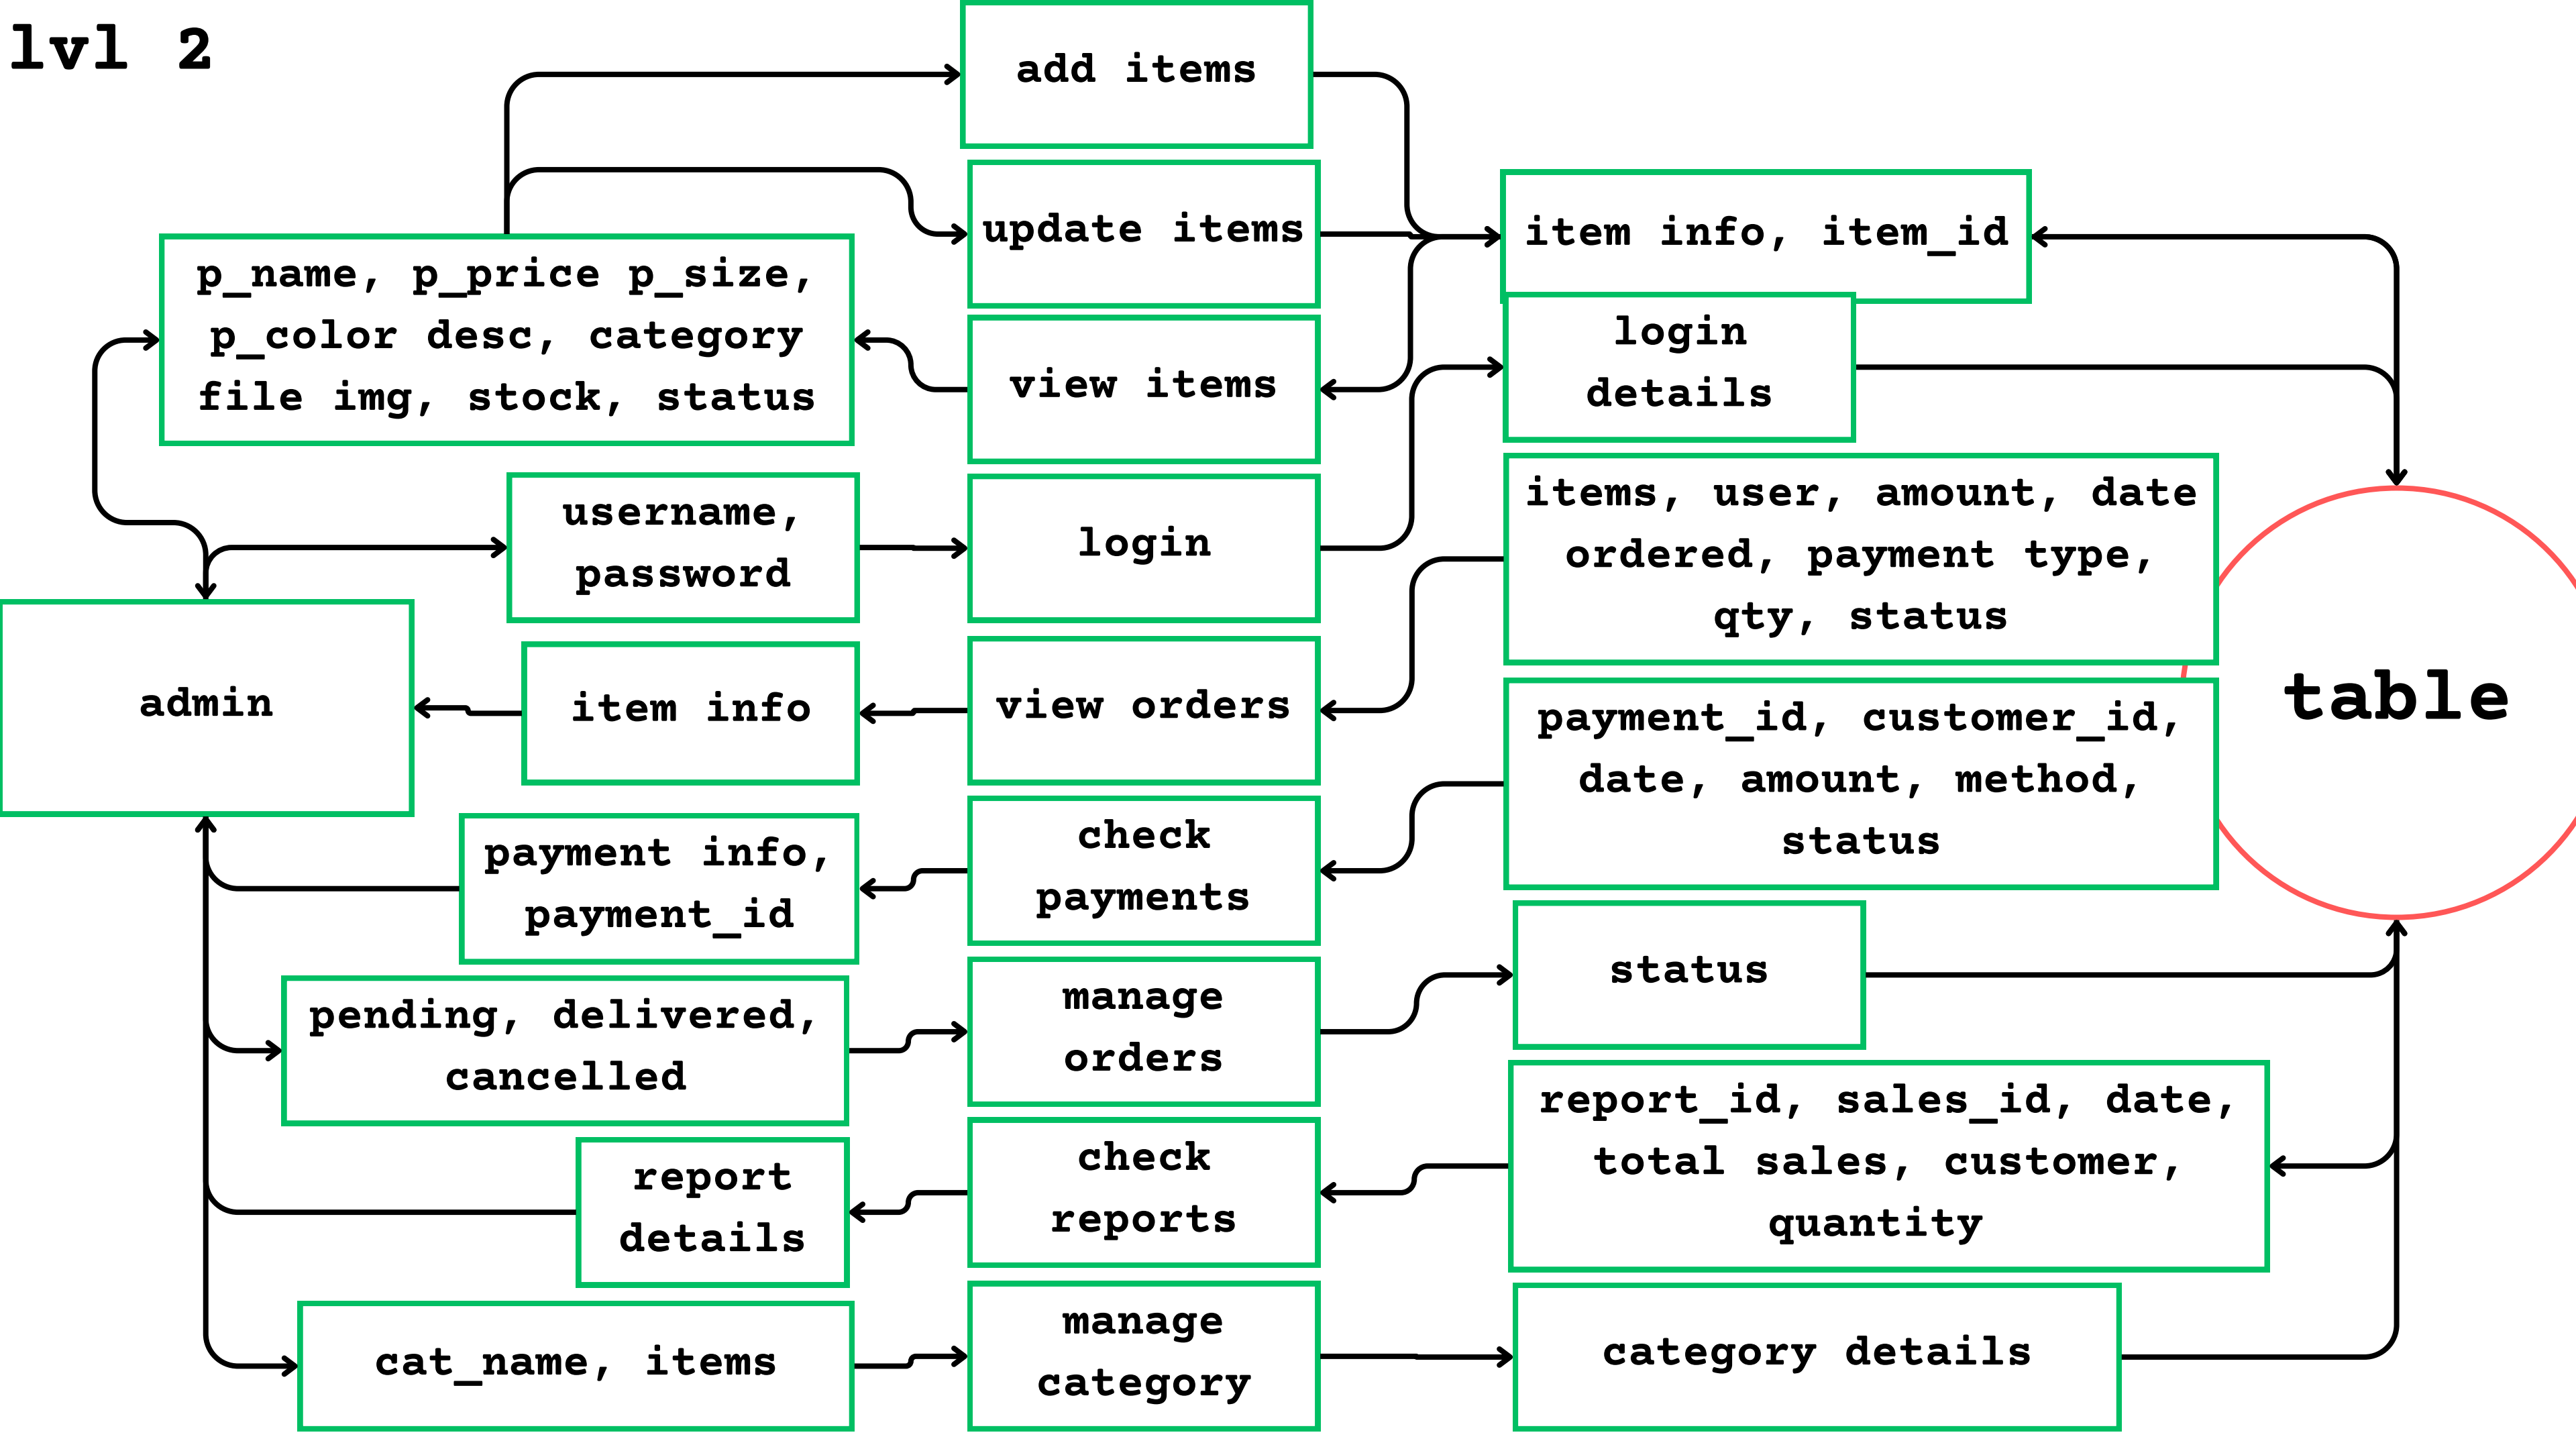 lvl 2
add items
update items
item info, item_id
p_name, p_price p_size,
p_color desc, category
file img, stock, status
view items
login
details
username,
password
login
items, user, amount, date
ordered, payment type,
qty, status
admin
item info
view orders
payment_id, customer_id,
date, amount, method,
status
table
payment info,
payment_id
check
payments
status
pending, delivered,
cancelled
manage
orders
report
details
check
reports
report_id, sales_id, date,
total sales, customer,
quantity
cat_name, items
manage
category
category details